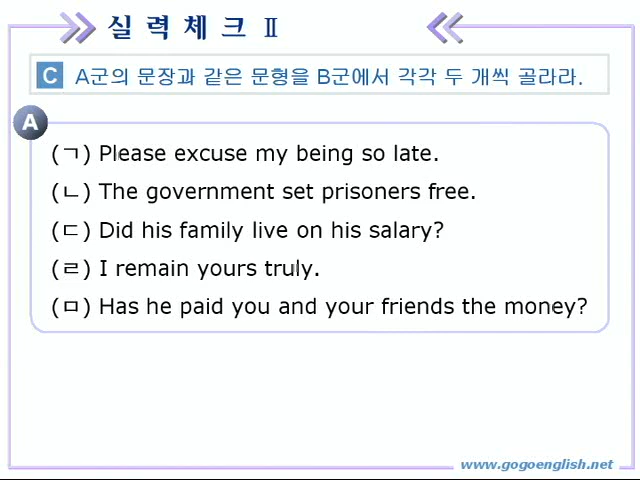 실 력 체 크 Ⅱ
C A군의 문장과 같은 문형을 B군에서 각각 두 개씩 골라라.
A
(ㄱ) Please excuse my being so late.
(ㄴ) The government set prisoners free.
(ㄷ) Did his family live on his salary?
(ㄹ) I remain yours truly.
(ㅁ) Has he paid you and your friends the money?
www.gogoenglish.net